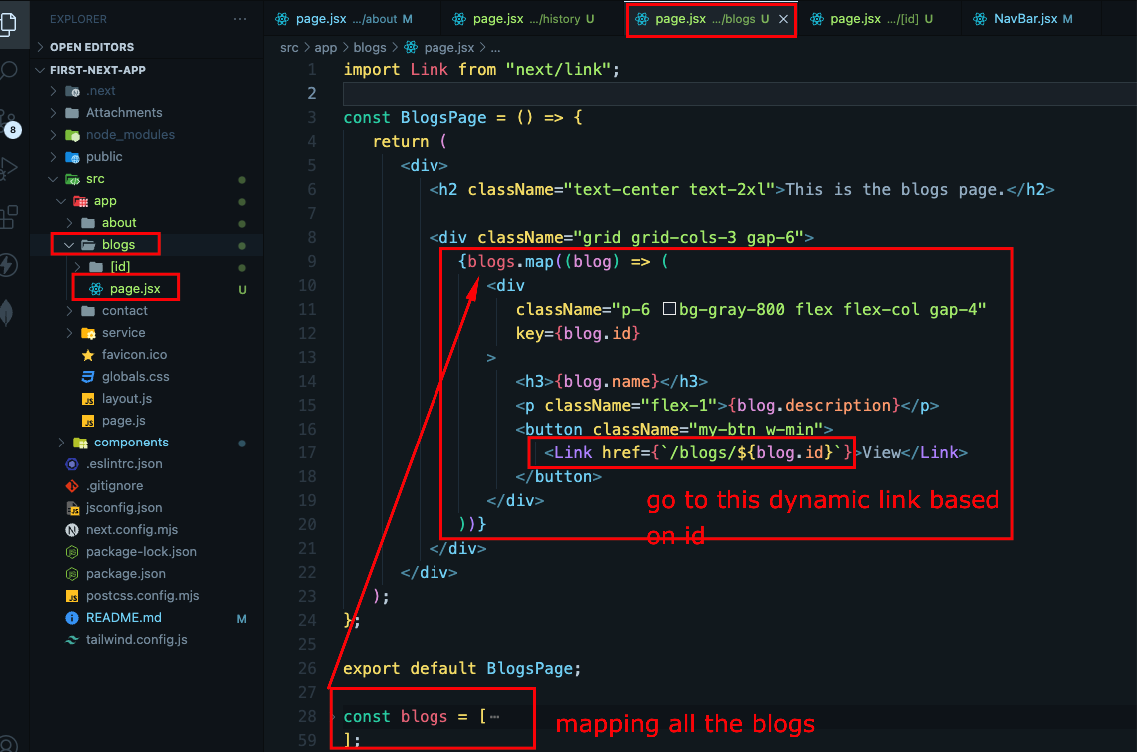 EXPLORER
OPEN EDITORS
FIRST-NEXT-APP
.next
Attachments
node_modules
public
src
app
about
blogs
[id]
page.jsx U
contact
service
favicon.ico
globals.css
layout.js
page.js
components
.eslintrc.json
.gitignore
jsconfig.json
next.config.mjs
package-lock.json
package.json
postcss.config.mjs
README.md M
tailwind.config.js
8
page.jsx .../about M
page.jsx .../history U
page.jsx .../blogs U
page.jsx .../[id] U
NavBar.jsx M
src > app > blogs > page.jsx > ...
1 import Link from "next/link";
2
3 const BlogsPage = () => {
4 return (
5 <div>
6 <h2 className="text-center text-2xl">This is the blogs page.</h2>
7
8 <div className="grid grid-cols-3 gap-6">
9 {blogs.map((blog) => (
10 <div
11 className="p-6 bg-gray-800 flex flex-col gap-4"
12 key={blog.id}
13 >
14 <h3>{blog.name}</h3>
15 <p className="flex-1">{blog.description}</p>
16 <button className="my-btn w-min">
17 <Link href={`/blogs/${blog.id}`}>View</Link>
18 </button>
19 </div>
20 ))}
21 </div>
22 </div>
23 );
24 };
25
26 export default BlogsPage;
27
28 const blogs = [⋯
59 ];
go to this dynamic link based
on id
mapping all the blogs